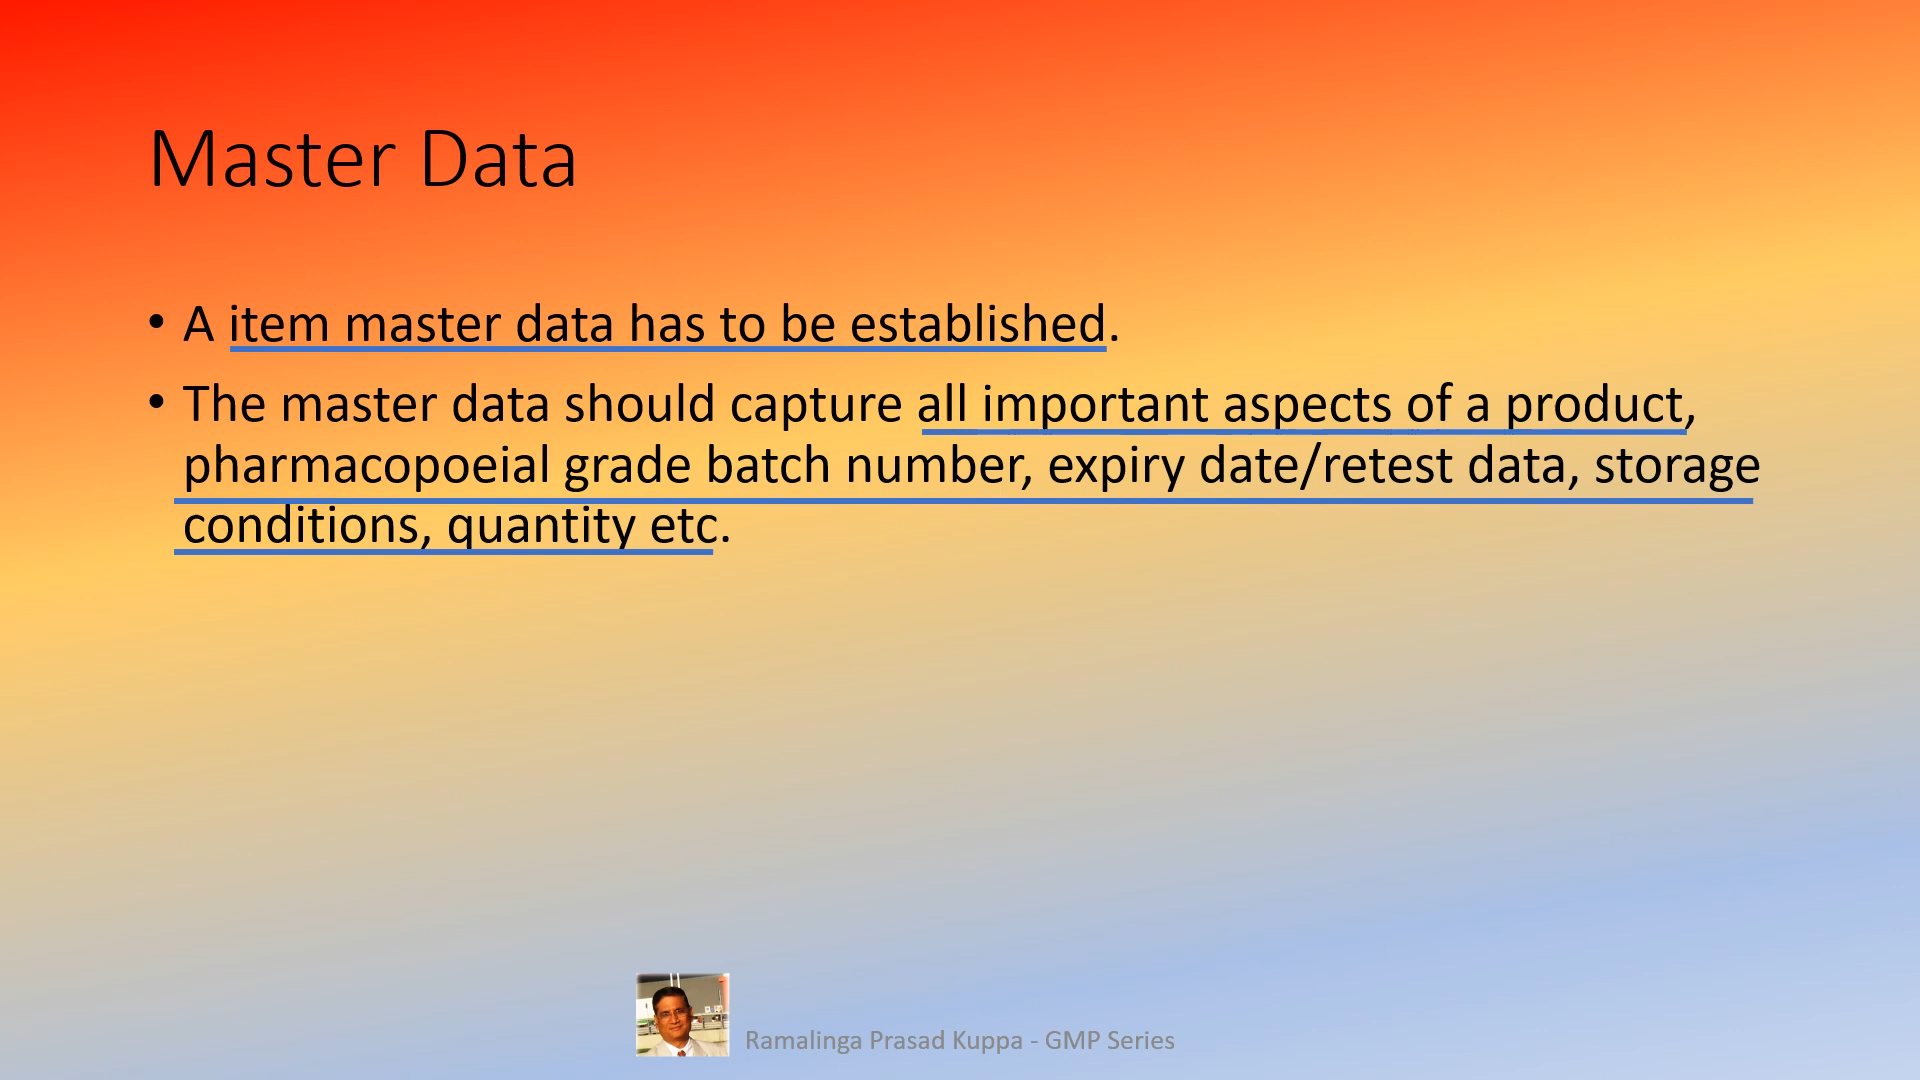 Master Data
• A item master data has to be established.
• The master data should capture all important aspects of a product,
pharmacopoeial grade batch number, expiry date/retest data, storage
conditions, quantity etc.
Ramalinga Prasad Kuppa - GMP Series